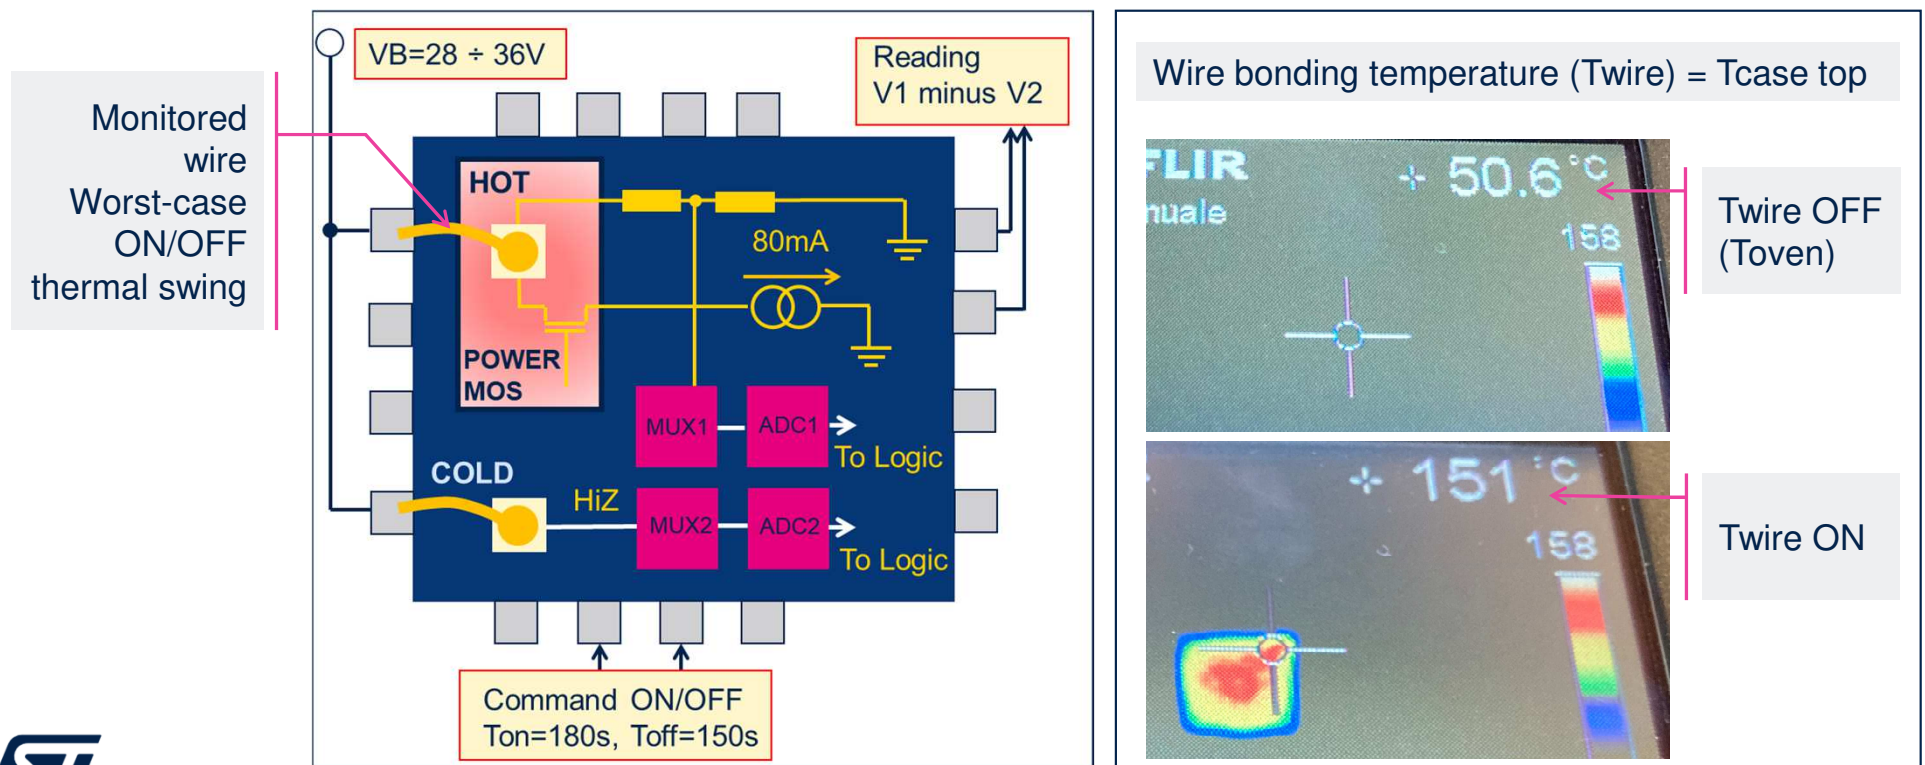 Monitored
wire
Worst-case
ON/OFF
thermal swing
VB=28 ÷ 36V
Reading
V1 minus V2
HOT
80mA
POWER
MOS
MUX1
ADC1
To Logic
COLD
HiZ
MUX2
ADC2
To Logic
Command ON/OFF
Ton=180s, Toff=150s
Wire bonding temperature (Twire) = Tcase top
FLIR
50.6 °C
nuale
158
Twire OFF
(Toven)
151 °C
158
Twire ON
ST